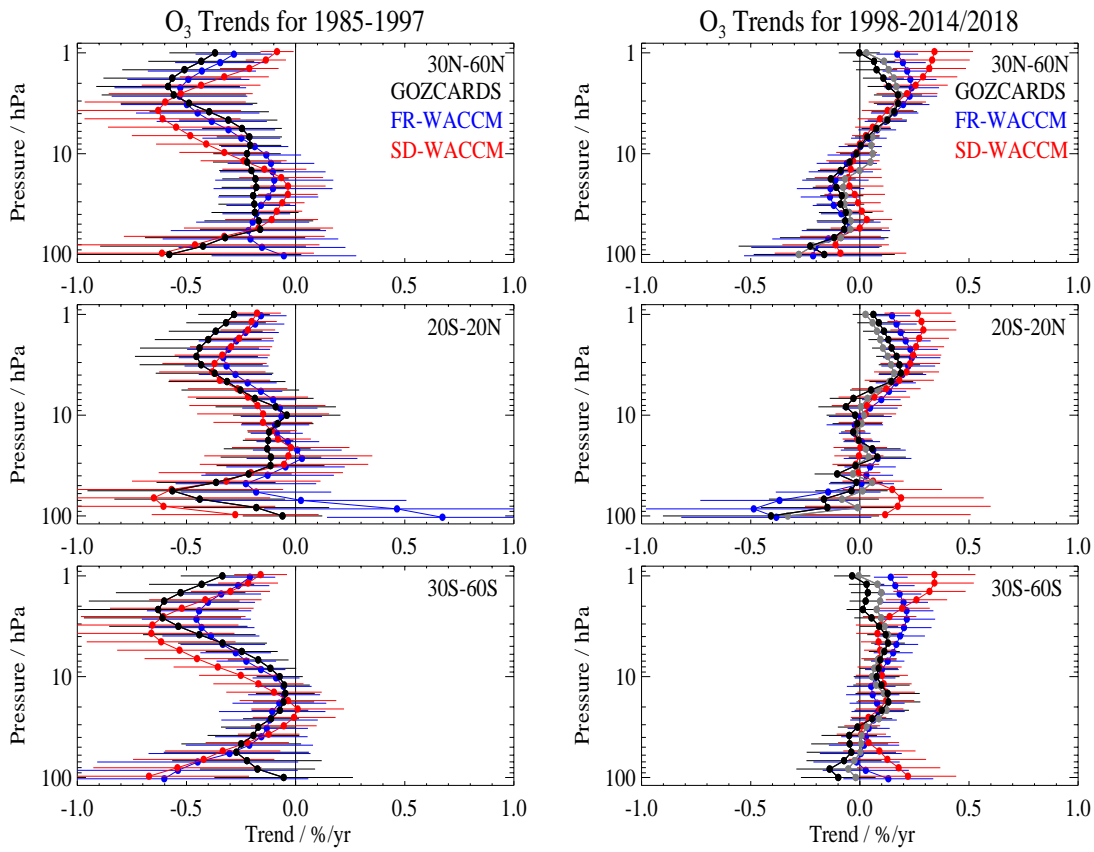 O3 Trends for 1985-1997
O3 Trends for 1998-2014/2018
1
10
100
Pressure / hPa
30N-60N
GOZCARDS
FR-WACCM
SD-WACCM
-1.0 -0.5 0.0 0.5 1.0
1
10
100
Pressure / hPa
30N-60N
GOZCARDS
FR-WACCM
SD-WACCM
-1.0 -0.5 0.0 0.5 1.0
1
10
100
Pressure / hPa
20S-20N
-1.0 -0.5 0.0 0.5 1.0
1
10
100
Pressure / hPa
20S-20N
-1.0 -0.5 0.0 0.5 1.0
1
10
100
Pressure / hPa
30S-60S
-1.0 -0.5 0.0 0.5 1.0
Trend / %/yr
1
10
100
Pressure / hPa
30S-60S
-1.0 -0.5 0.0 0.5 1.0
Trend / %/yr